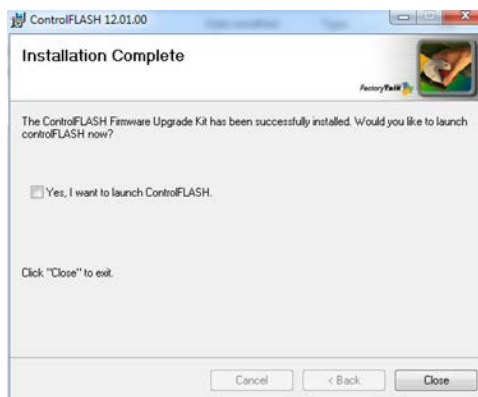 ControlFLASH 12.01.00
Installation Complete
FactoryTalk
The ControlFLASH Firmware Upgrade Kit has been successfully installed. Would you like to launch
controlFLASH now?
Yes, I want to launch ControlFLASH.
Click "Close" to exit.
Cancel
< Back
Close